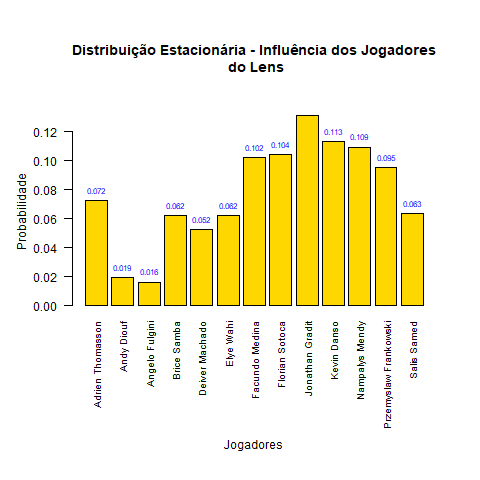 Distribuição Estacionária - Influência dos Jogadores
do Lens
Probabilidade
0.12
0.10
0.08
0.06
0.04
0.02
0.00
0.072
0.019
0.016
0.062
0.052
0.062
0.102
0.104
0.113
0.109
0.095
0.063
Adrien Thomasson
Andy Diouf
Angelo Fulgini
Brice Samba
Deiver Machado
Elye Wahi
Facundo Medina
Florian Sotoca
Jonathan Gradit
Kevin Danso
Nampalys Mendy
Przemyslaw Frankowski
Salis Samed
Jogadores